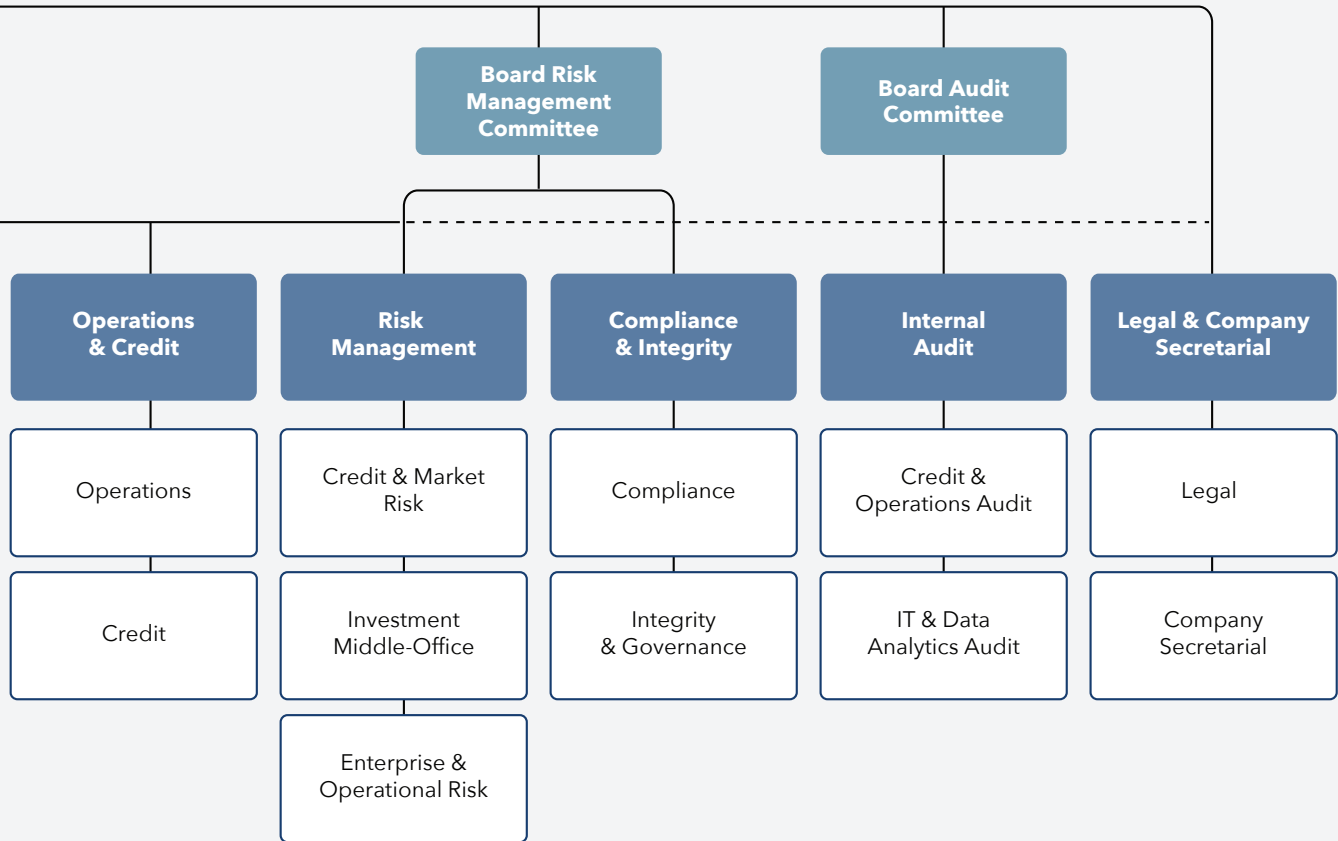 Board Risk
Management
Committee
Board Audit
Committee
Operations
& Credit
Risk
Management
Compliance
& Integrity
Internal
Audit
Legal & Company
Secretarial
Operations
Credit & Market
Risk
Compliance
Credit &
Operations Audit
Legal
Credit
Investment
Middle-Office
Integrity
& Governance
IT & Data
Analytics Audit
Company
Secretarial
Enterprise &
Operational Risk